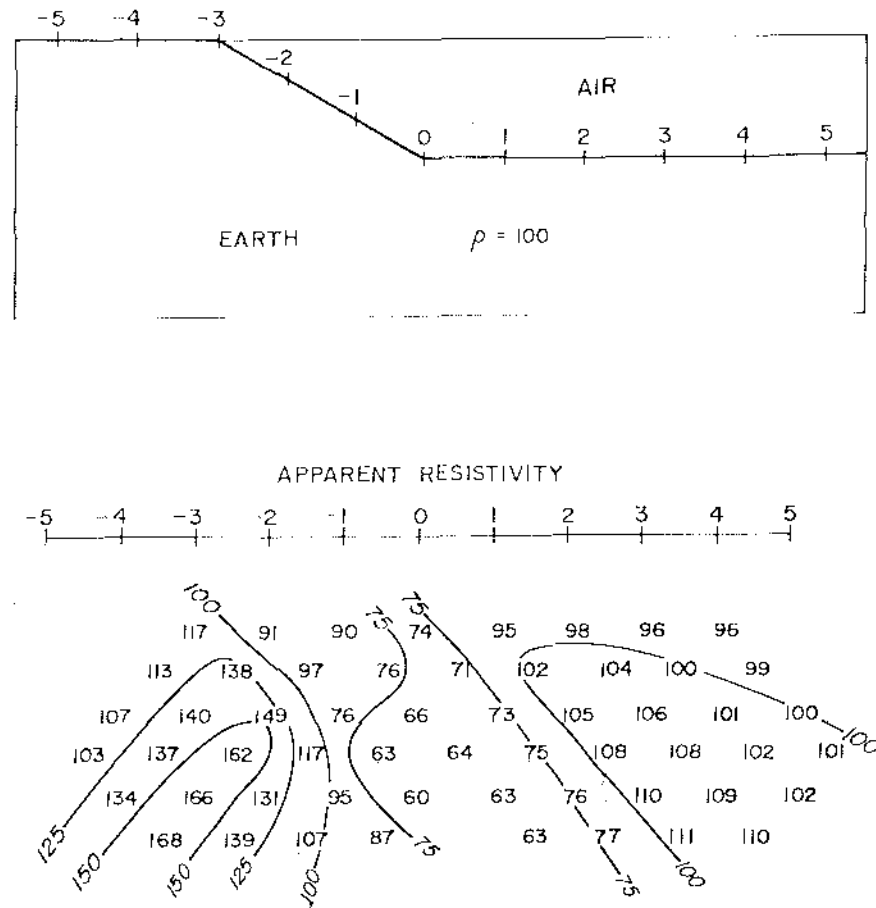 -5 -4 -3
-2
AIR
-1
0 1 2 3 4 5
EARTH ρ = 100
APPARENT RESISTIVITY
-5 -4 -3 -2 -1 0 1 2 3 4 5
100 75 75
117 91 90 74 95 98 96 96
113 138 97 76 71 102 104 100 99
107 140 149 76 66 73 105 106 101 100
103 137 162 117 63 64 75 108 108 102 101
100
134 166 131 95 60 63 76 110 109 102
168 139 107 87 63 77 111 110
125 150 150 125 100 75 75 100